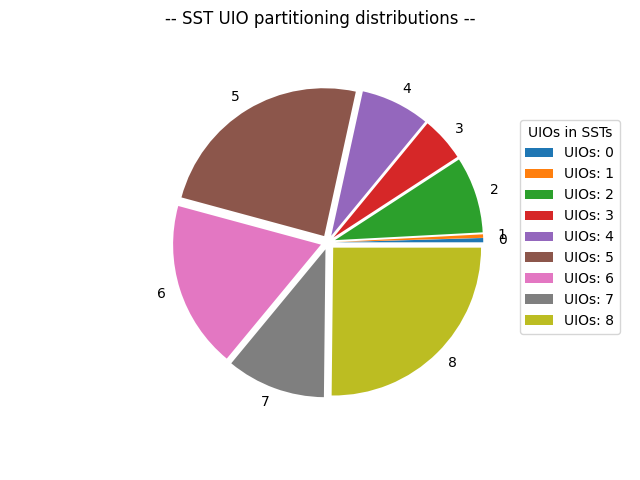 -- SST UIO partitioning distributions --
5
4
3
2
1
0
6
7
8
UIOs in SSTs
UIOs: 0
UIOs: 1
UIOs: 2
UIOs: 3
UIOs: 4
UIOs: 5
UIOs: 6
UIOs: 7
UIOs: 8